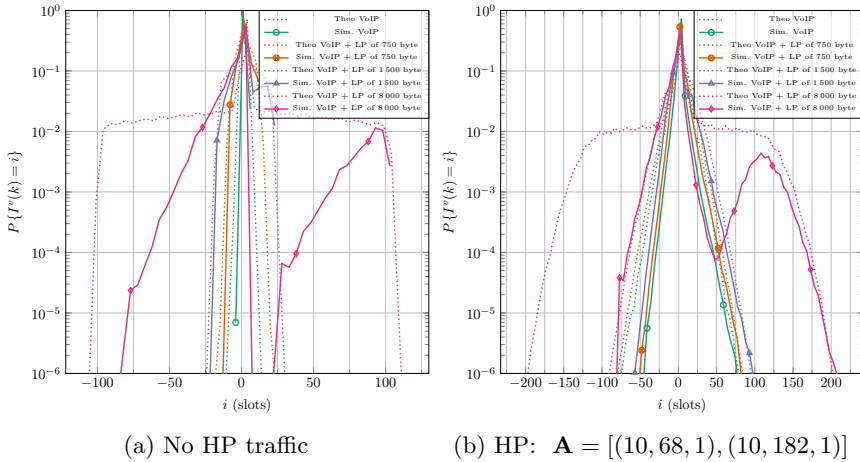 10^0
10^−1
10^−2
10^−3
10^−4
10^−5
10^−6
P {I^v(k) = i}
−100 −50 0 50 100
i (slots)
Theo VoIP
Sim. VoIP
Theo VoIP + LP of 750 byte
Sim. VoIP + LP of 750 byte
Theo VoIP + LP of 1 500 byte
Sim. VoIP + LP of 1 500 byte
Theo VoIP + LP of 8 000 byte
Sim. VoIP + LP of 8 000 byte
(a) No HP traffic
10^0
10^−1
10^−2
10^−3
10^−4
10^−5
10^−6
P {I^v(k) = i}
−200 −150 −100 −50 0 50 100 150 200
i (slots)
Theo VoIP
Sim. VoIP
Theo VoIP + LP of 750 byte
Sim. VoIP + LP of 750 byte
Theo VoIP + LP of 1 500 byte
Sim. VoIP + LP of 1 500 byte
Theo VoIP + LP of 8 000 byte
Sim. VoIP + LP of 8 000 byte
(b) HP: A = [(10, 68, 1), (10, 182, 1)]